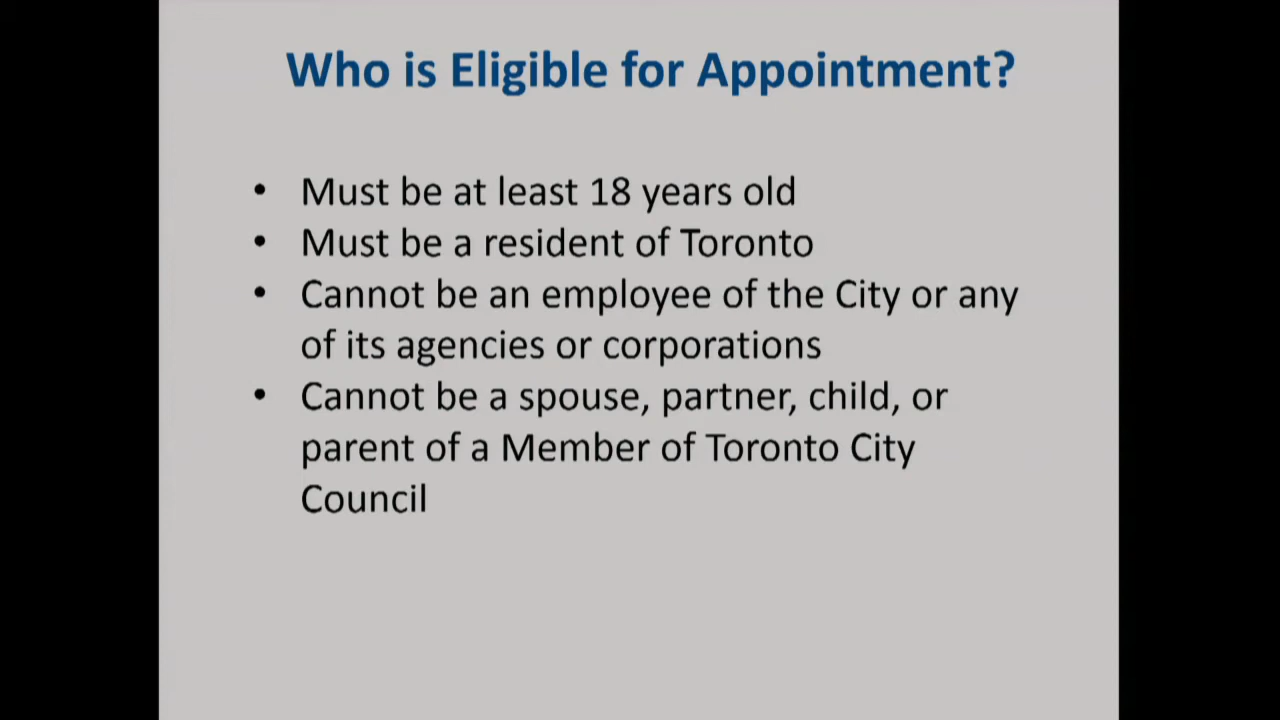 Who is Eligible for Appointment?
• Must be at least 18 years old
• Must be a resident of Toronto
• Cannot be an employee of the City or any
of its agencies or corporations
• Cannot be a spouse, partner, child, or
parent of a Member of Toronto City
Council